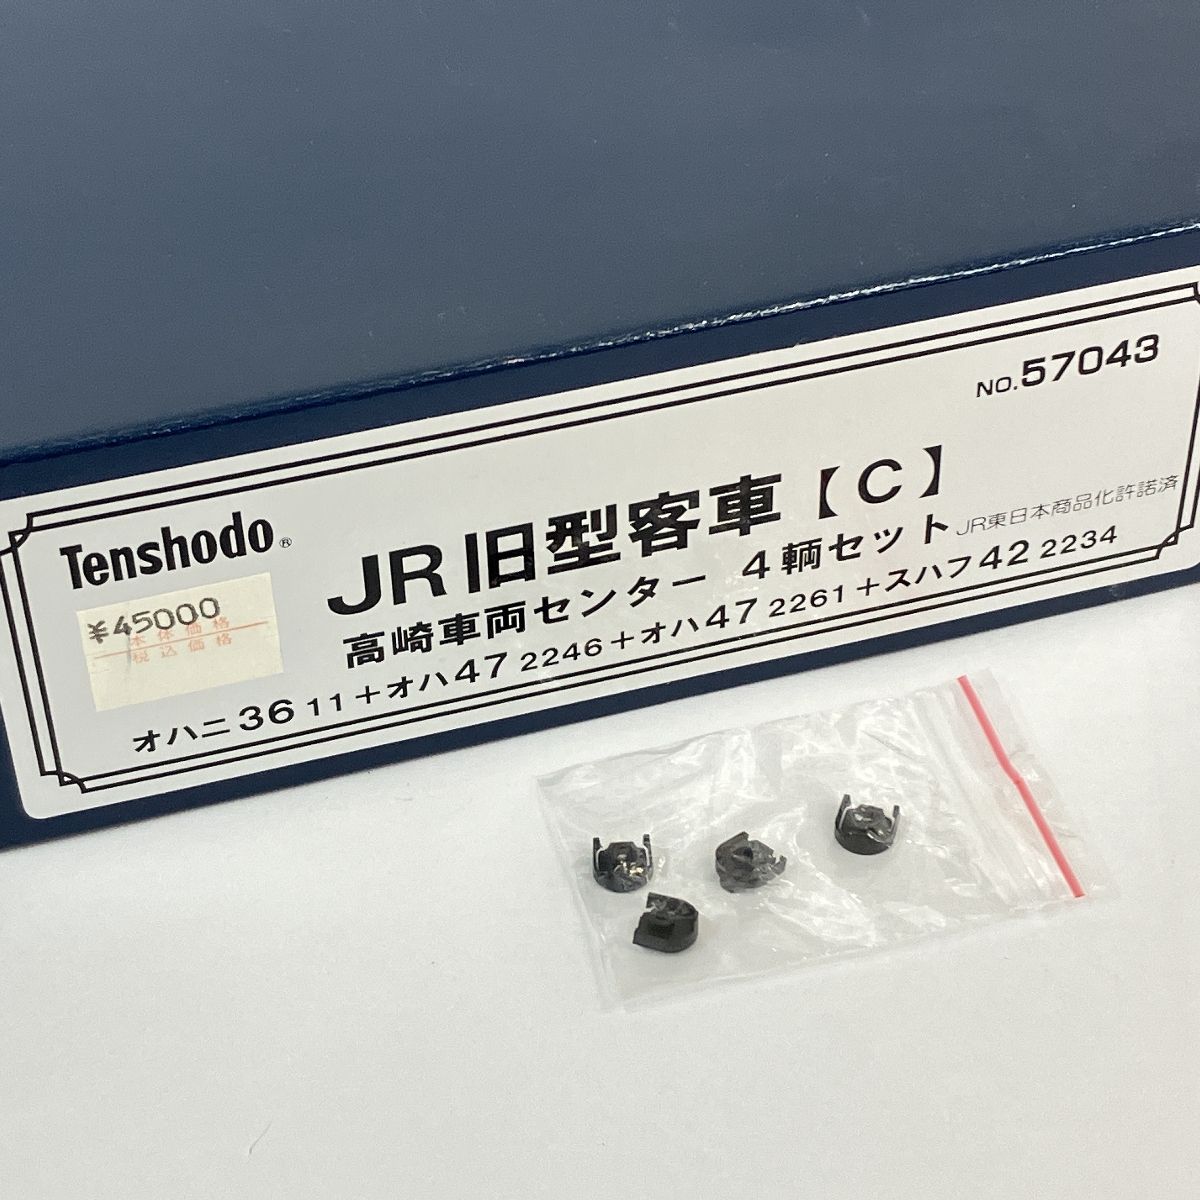 NO.57043
Tenshodo®
JR旧型客車【C】
JR東日本商品化許諾済
高崎車両センター 4輌セット
¥45000
本体価格
税込価格
オハニ36 11+オハ47 2246+オハ47 2261+スハフ42 2234